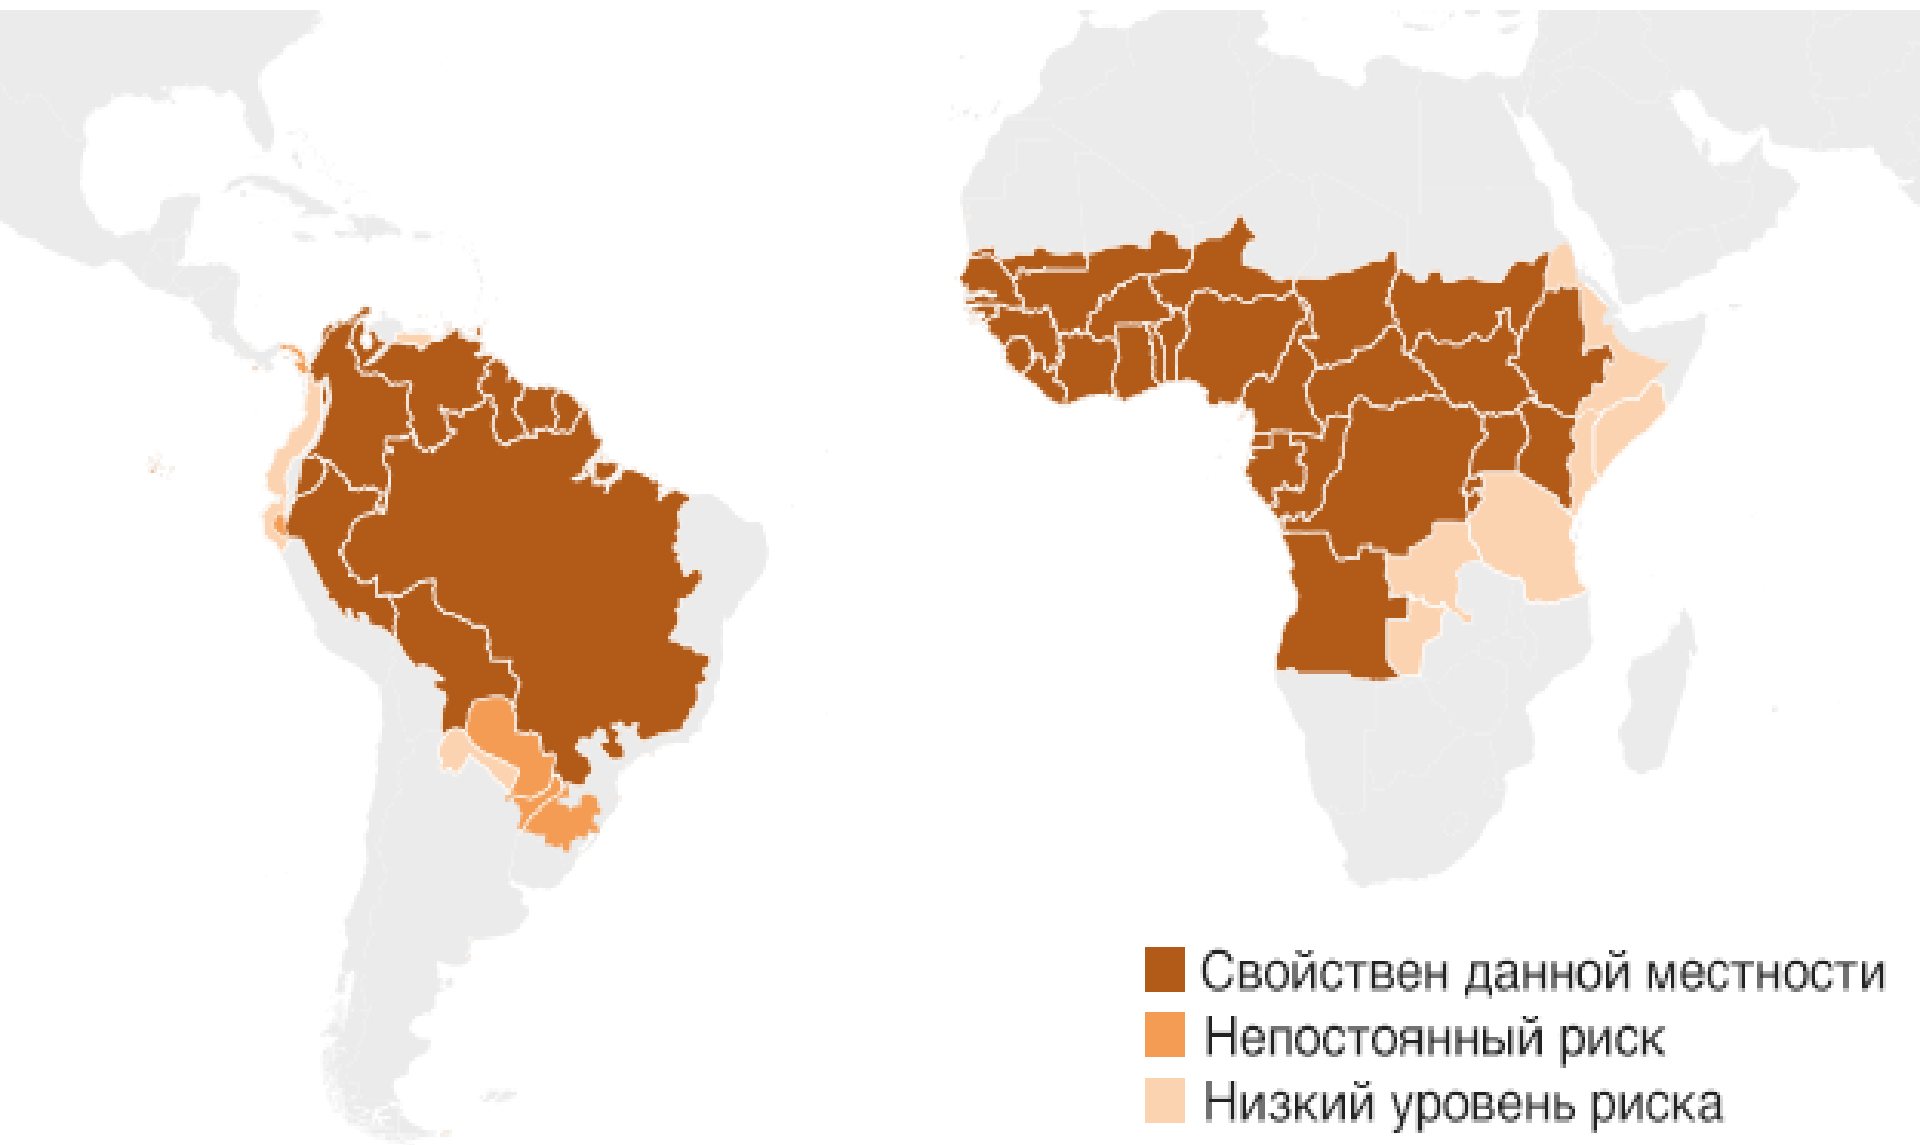 Свойствен данной местности
Непостоянный риск
Низкий уровень риска